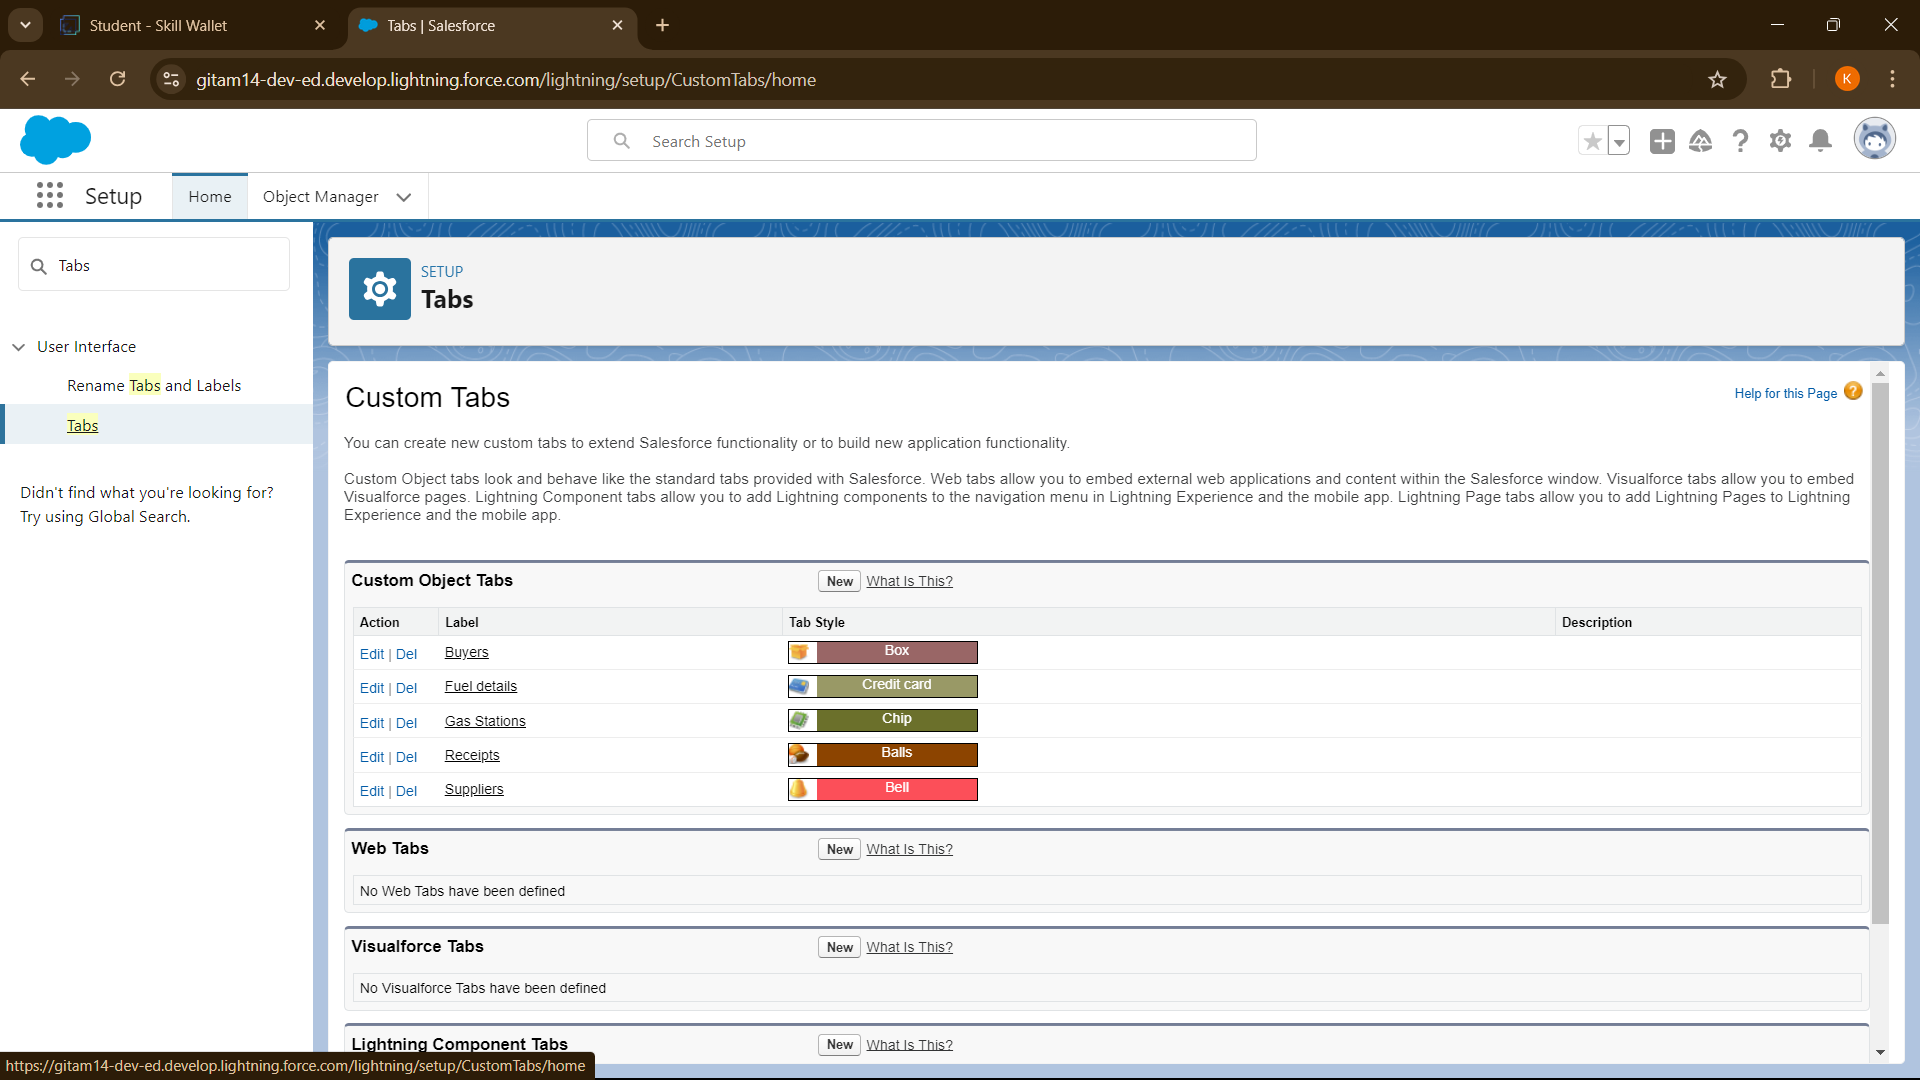 Student - Skill Wallet
Tabs | Salesforce
gitam14-dev-ed.develop.lightning.force.com/lightning/setup/CustomTabs/home
K
Search Setup
Setup
Home
Object Manager
Tabs
User Interface
Rename Tabs and Labels
Tabs
Didn't find what you're looking for?
Try using Global Search.
SETUP
Tabs
Custom Tabs
Help for this Page ?
You can create new custom tabs to extend Salesforce functionality or to build new application functionality.
Custom Object tabs look and behave like the standard tabs provided with Salesforce. Web tabs allow you to embed external web applications and content within the Salesforce window. Visualforce tabs allow you to embed
Visualforce pages. Lightning Component tabs allow you to add Lightning components to the navigation menu in Lightning Experience and the mobile app. Lightning Page tabs allow you to add Lightning Pages to Lightning
Experience and the mobile app.
Custom Object Tabs New What Is This?
Action Label Tab Style Description
Edit | Del Buyers Box
Edit | Del Fuel details Credit card
Edit | Del Gas Stations Chip
Edit | Del Receipts Balls
Edit | Del Suppliers Bell
Web Tabs New What Is This?
No Web Tabs have been defined
Visualforce Tabs New What Is This?
No Visualforce Tabs have been defined
Lightning Component Tabs New What Is This?
https://gitam14-dev-ed.develop.lightning.force.com/lightning/setup/CustomTabs/home